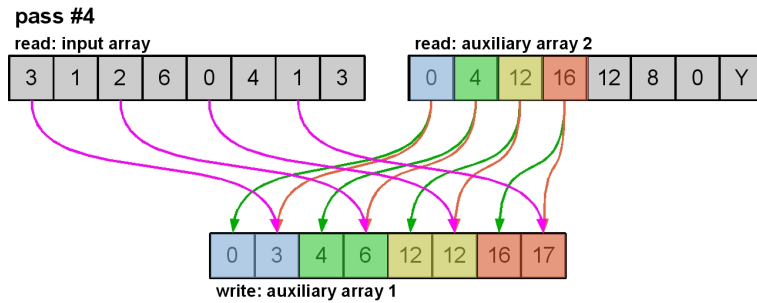 pass #4
read: input array
read: auxiliary array 2
3 1 2 6 0 4 1 3
0 4 12 16 12 8 0 Y
0 3 4 6 12 12 16 17
write: auxiliary array 1